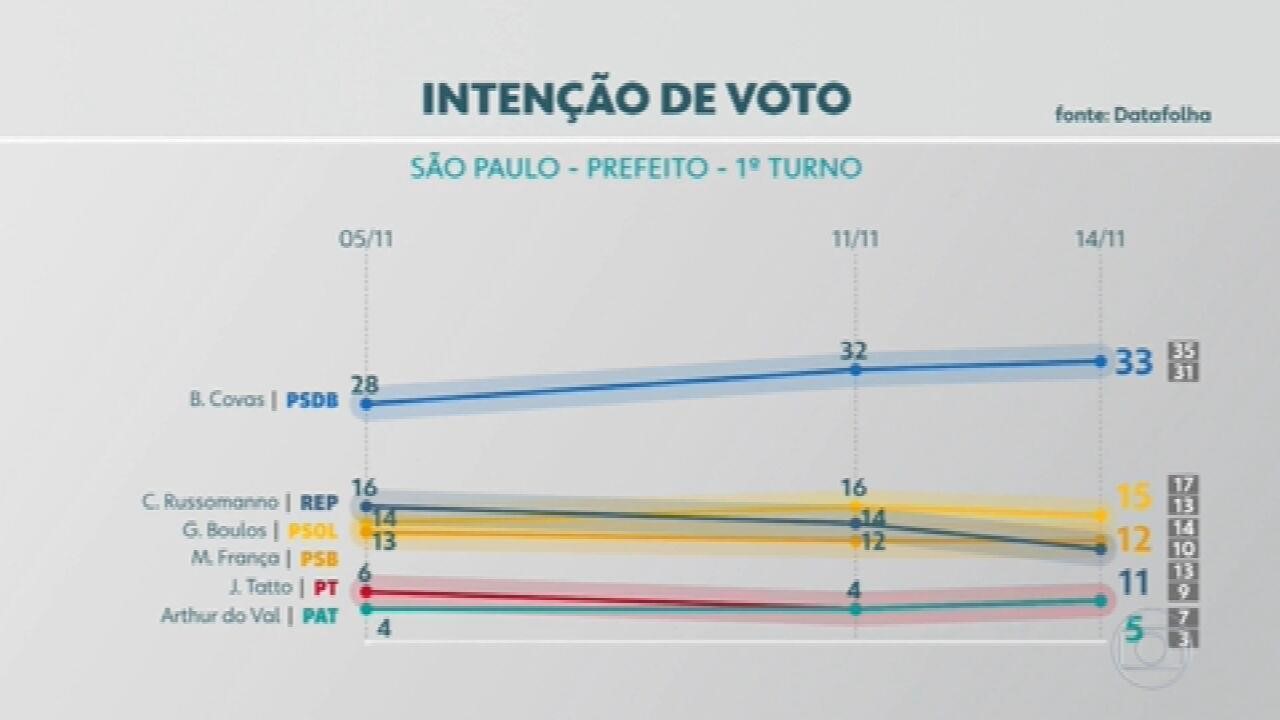 INTENÇÃO DE VOTO
fonte: Datafolha
SÃO PAULO - PREFEITO - 1º TURNO
05/11 11/11 14/11
32 33 35
31
28
B. Covas | PSDB
16 16 15 17
C. Russomanno | REP 13
14 14
G. Boulos | PSOL 14
13 12 12 10
M. França | PSB
6 4 11 13
J. Tatto | PT 9
Arthur do Val | PAT 7
4 5 3